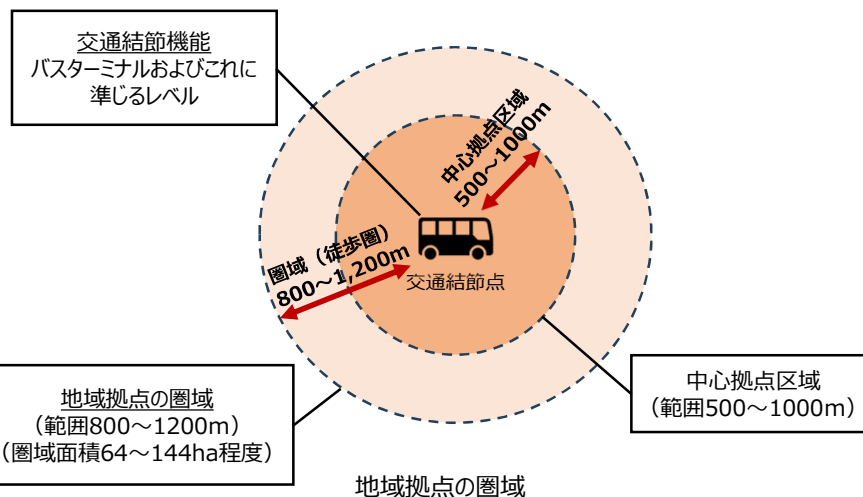 交通結節機能
バスターミナルおよびこれに
準じるレベル
中心拠点区域
500～1000m
圏域（徒歩圏）
800～1,200m
交通結節点
地域拠点の圏域
（範囲800～1200m）
（圏域面積64～144ha程度）
中心拠点区域
（範囲500～1000m）
地域拠点の圏域